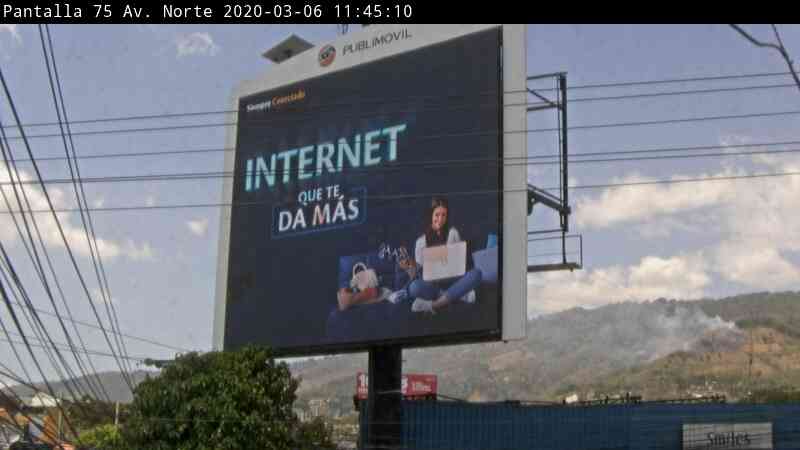 Pantalla 75 Av. Norte 2020-03-06 11:45:10
PUBLIMOVIL
Siempre Conectado
INTERNET
QUE TE
DA MÁS
Smiles